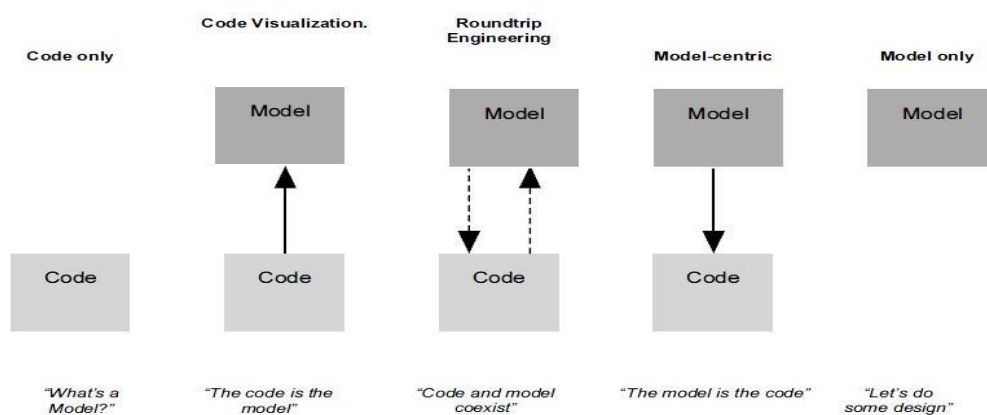 Code only
Code Visualization.
Roundtrip
Engineering
Model-centric
Model only
Model
Model
Model
Model
Code
Code
Code
Code
“What’s a
Model?”
“The code is the
model”
“Code and model
coexist”
“The model is the code”
“Let’s do
some design”